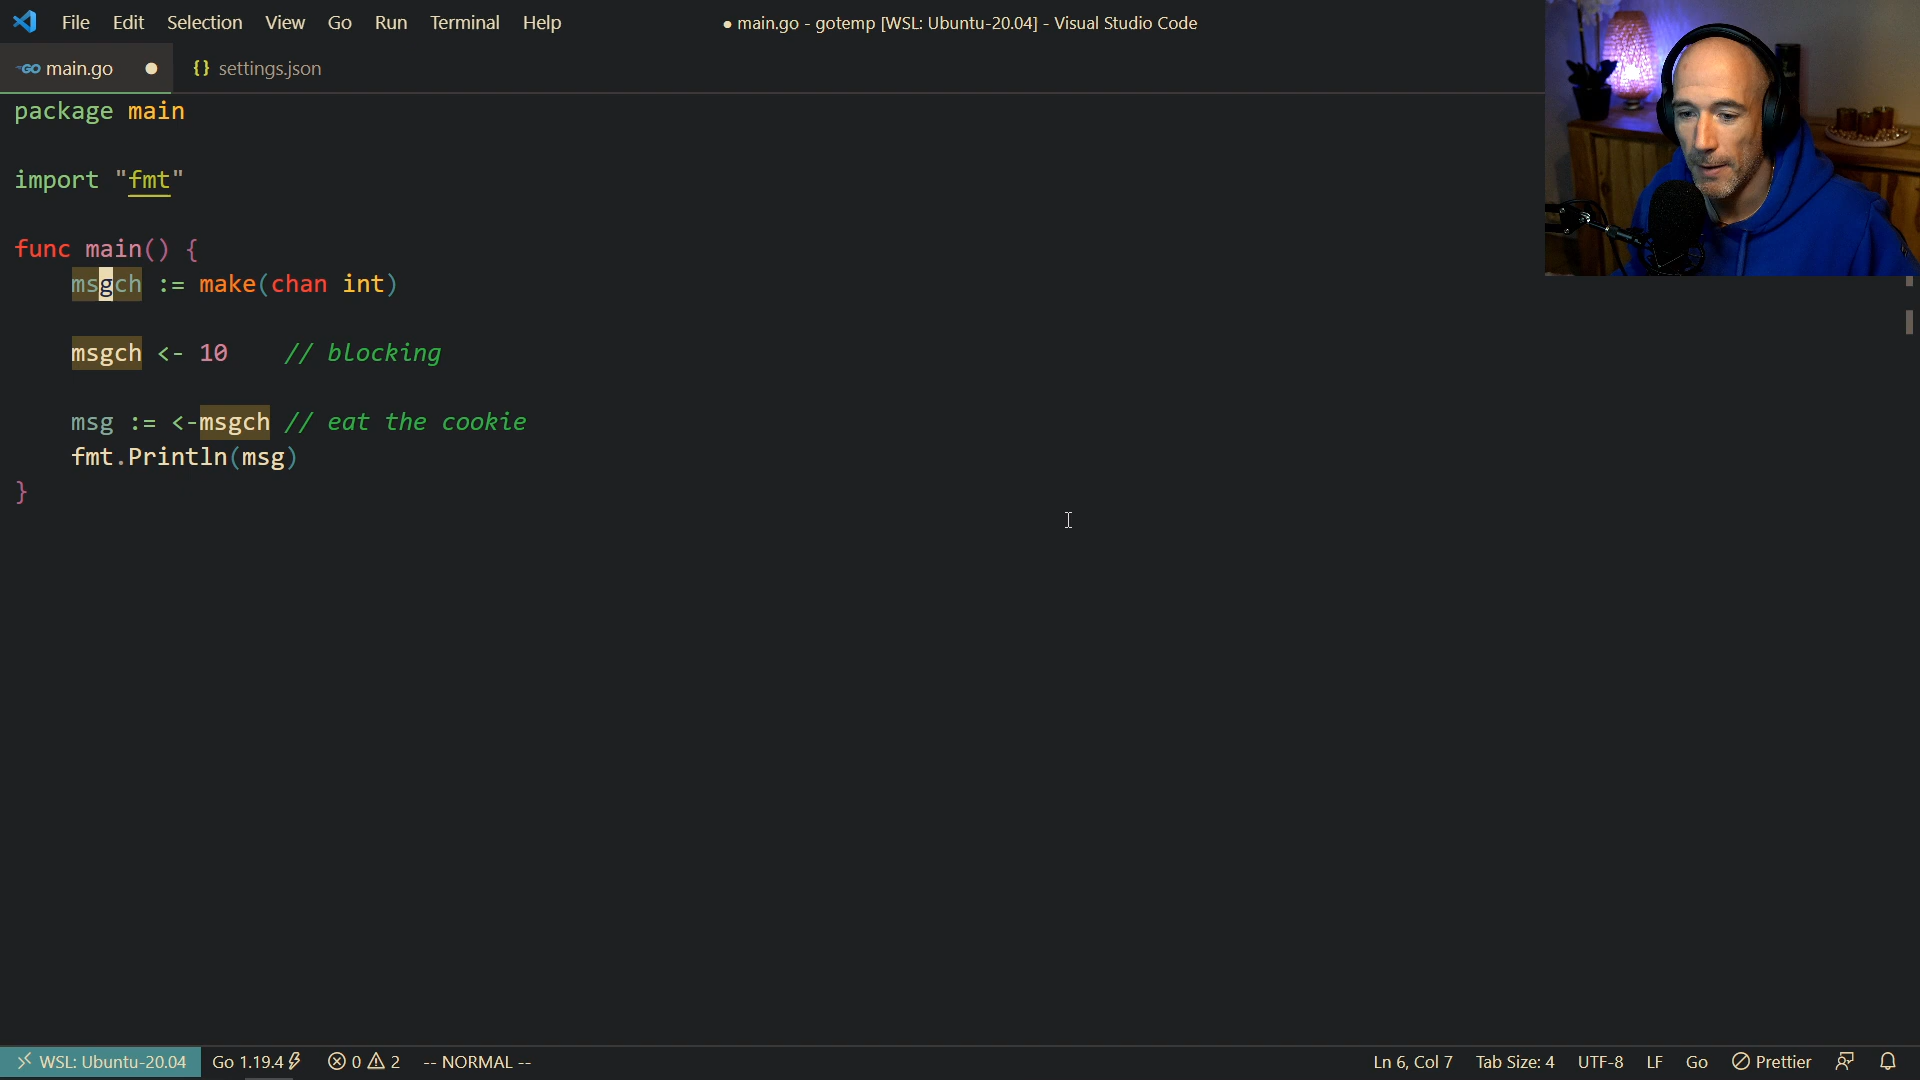 File Edit Selection View Go Run Terminal Help
● main.go - gotemp [WSL: Ubuntu-20.04] - Visual Studio Code
GO main.go ● {} settings.json
package main
import "fmt"
func main() {
msgch := make(chan int)
msgch <- 10 // blocking
msg := <-msgch // eat the cookie
fmt.Println(msg)
}
WSL: Ubuntu-20.04 Go 1.19.4 0 2 -- NORMAL -- Ln 6, Col 7 Tab Size: 4 UTF-8 LF Go Prettier